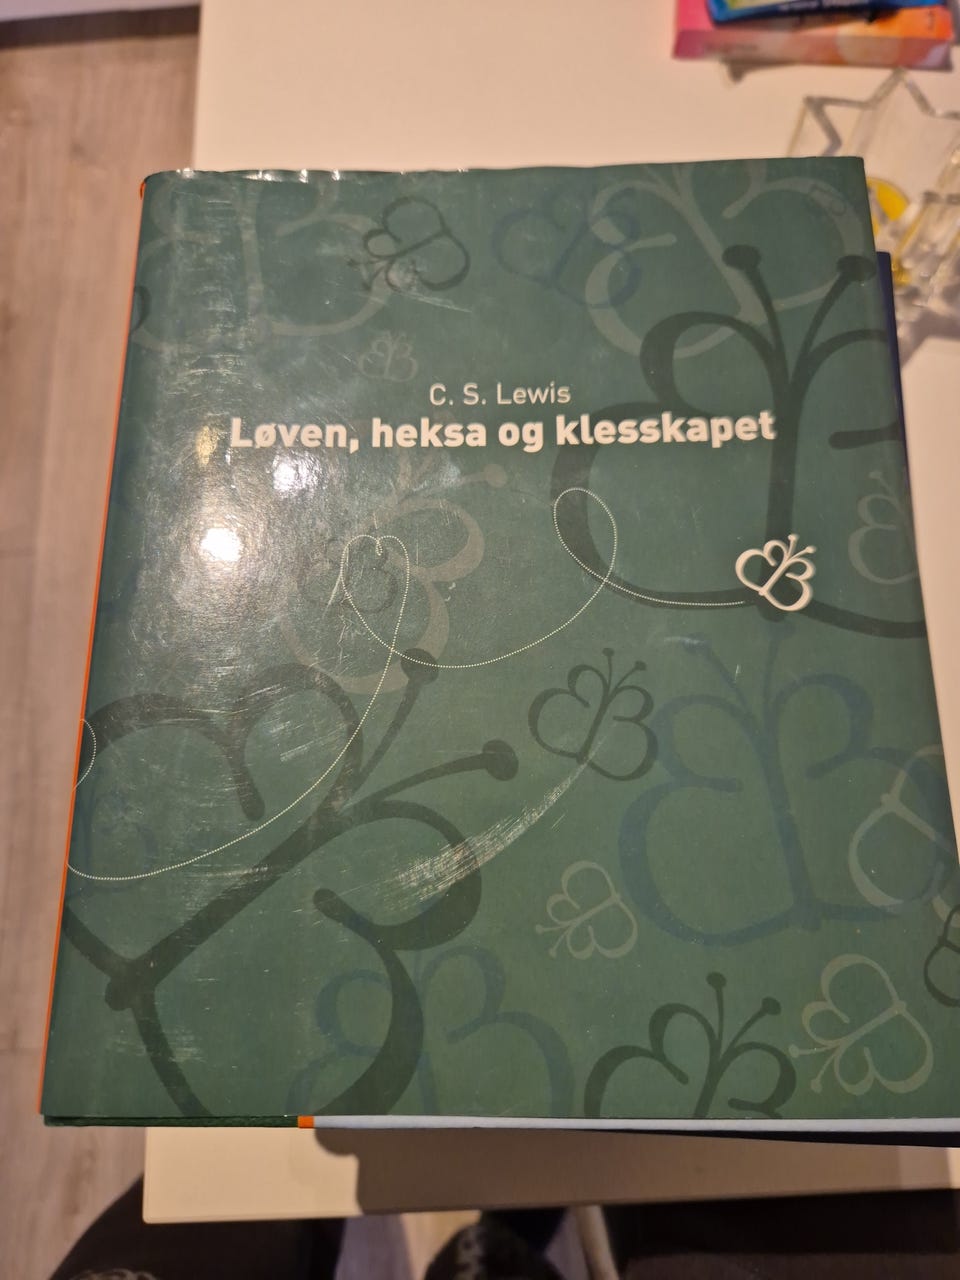 C. S. Lewis
Løven, heksa og klesskapet